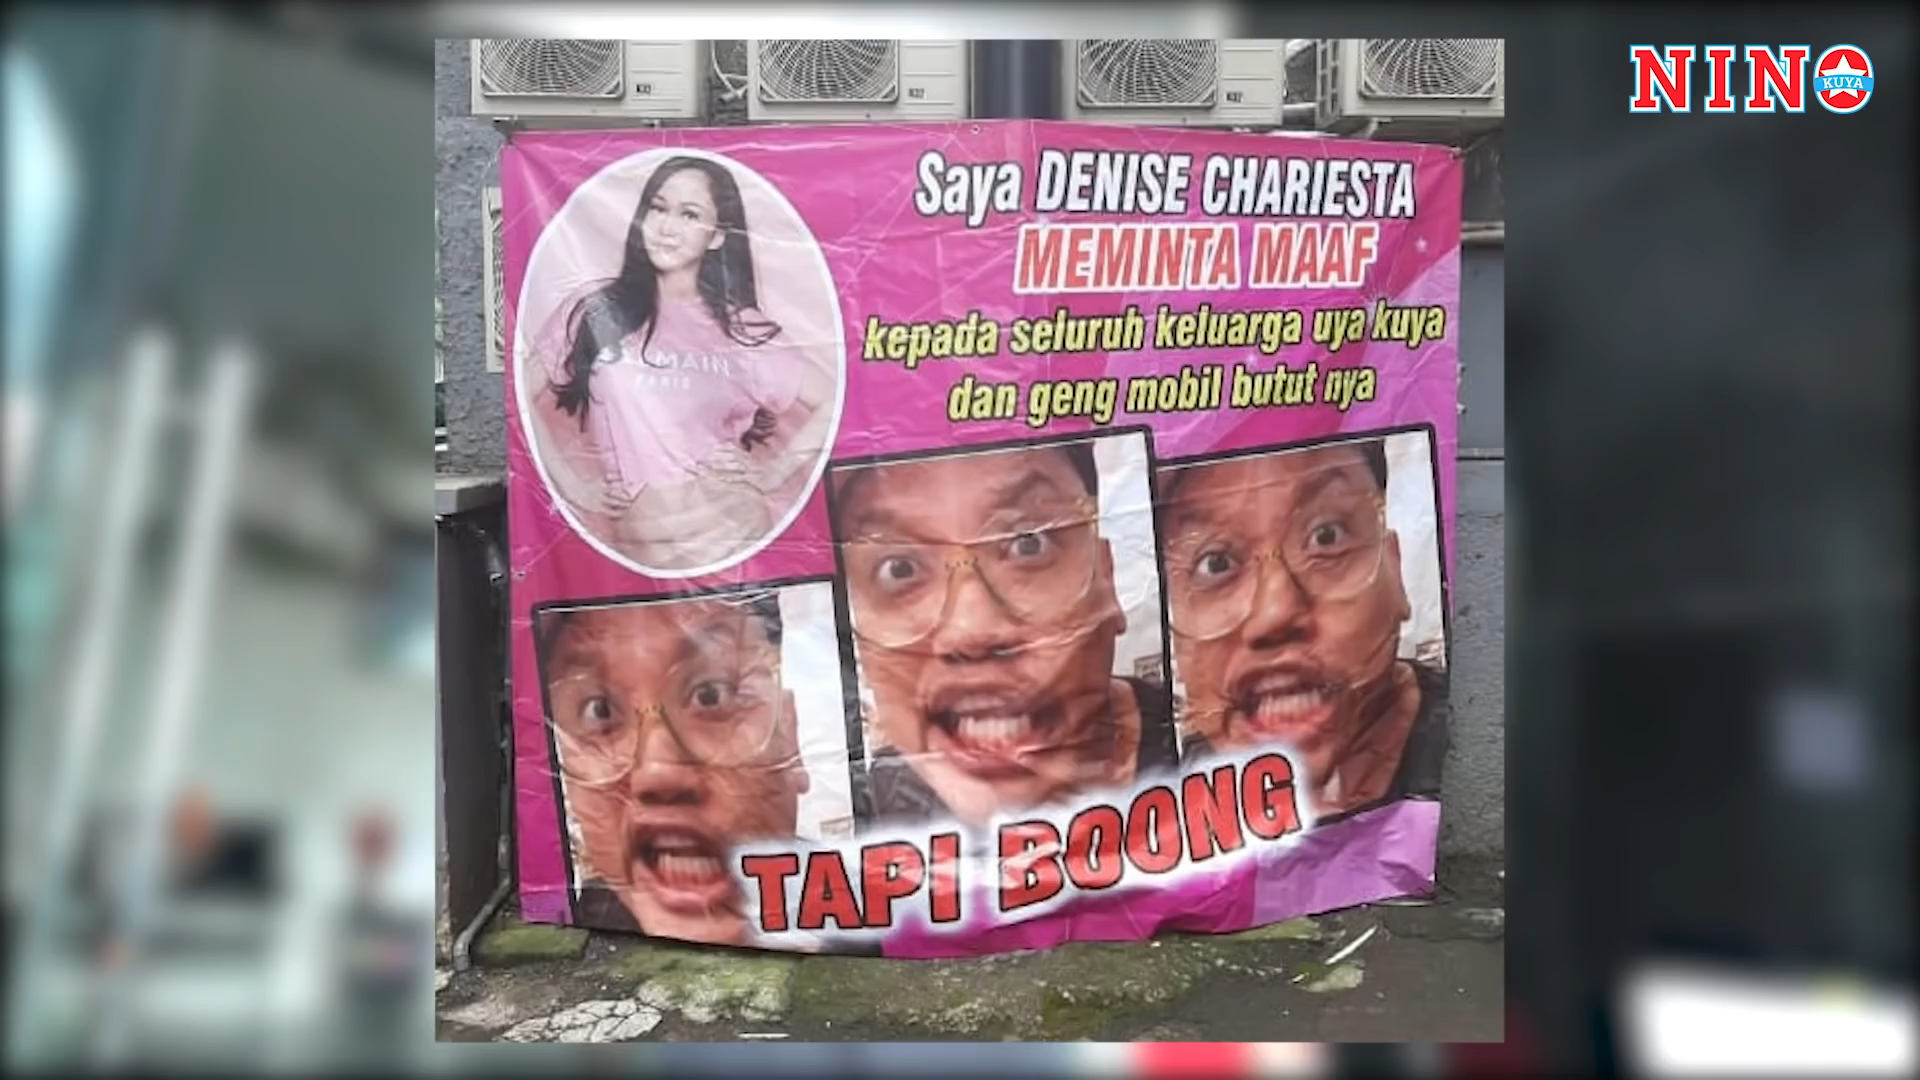 NINO
KUYA
Saya DENISE CHARIESTA
MEMINTA MAAF
kepada seluruh keluarga uya kuya
dan geng mobil butut nya
PARIS
TAPI BOONG